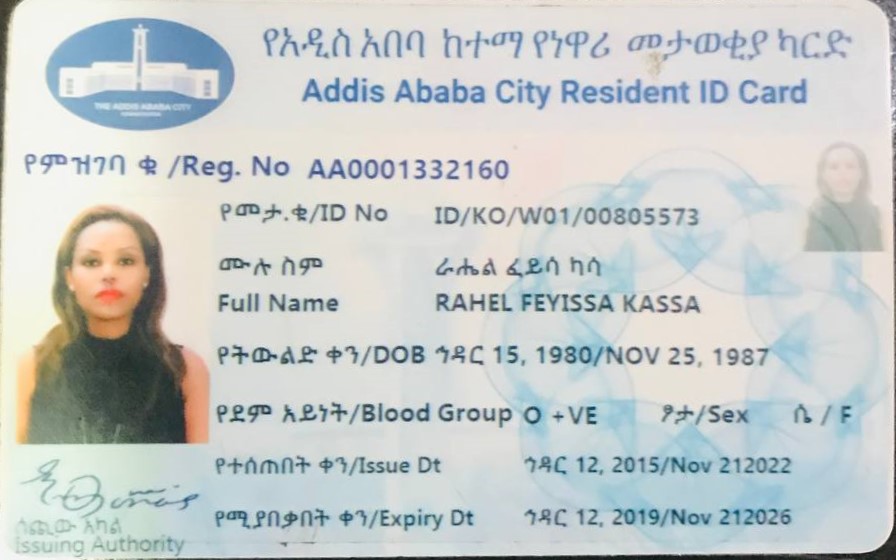 የአዲስ አበባ ከተማ የነዋሪ መታወቂያ ካርድ
Addis Ababa City Resident ID Card
THE ADDIS ABABA CITY
የምዝገባ ቁ /Reg. No AA0001332160
የመታ.ቁ/ID No ID/KO/W01/00805573
ሙሉ ስም ራሔል ፈይሳ ካሳ
Full Name RAHEL FEYISSA KASSA
የትውልድ ቀን/DOB ኅዳር 15, 1980/NOV 25, 1987
የደም አይነት/Blood Group O +VE ፆታ/Sex ሴ / F
የተሰጠበት ቀን/Issue Dt ኅዳር 12, 2015/Nov 212022
የሚያበቃበት ቀን/Expiry Dt ኅዳር 12, 2019/Nov 212026
ሰጪው አካል
Issuing Authority